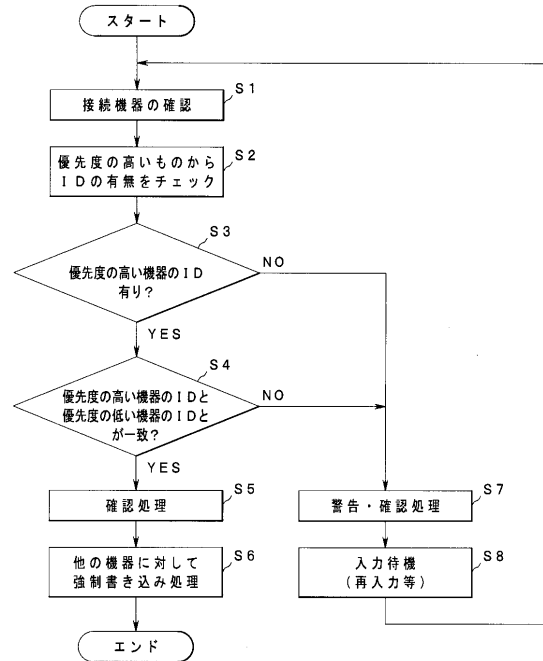 スタート
S1
接続機器の確認
S2
優先度の高いものから
IDの有無をチェック
S3
優先度の高い機器のID
有り?
NO
YES
S4
優先度の高い機器のIDと
優先度の低い機器のIDと
が一致?
NO
YES
S5
確認処理
S6
他の機器に対して
強制書き込み処理
エンド
S7
警告・確認処理
S8
入力待機
(再入力等)